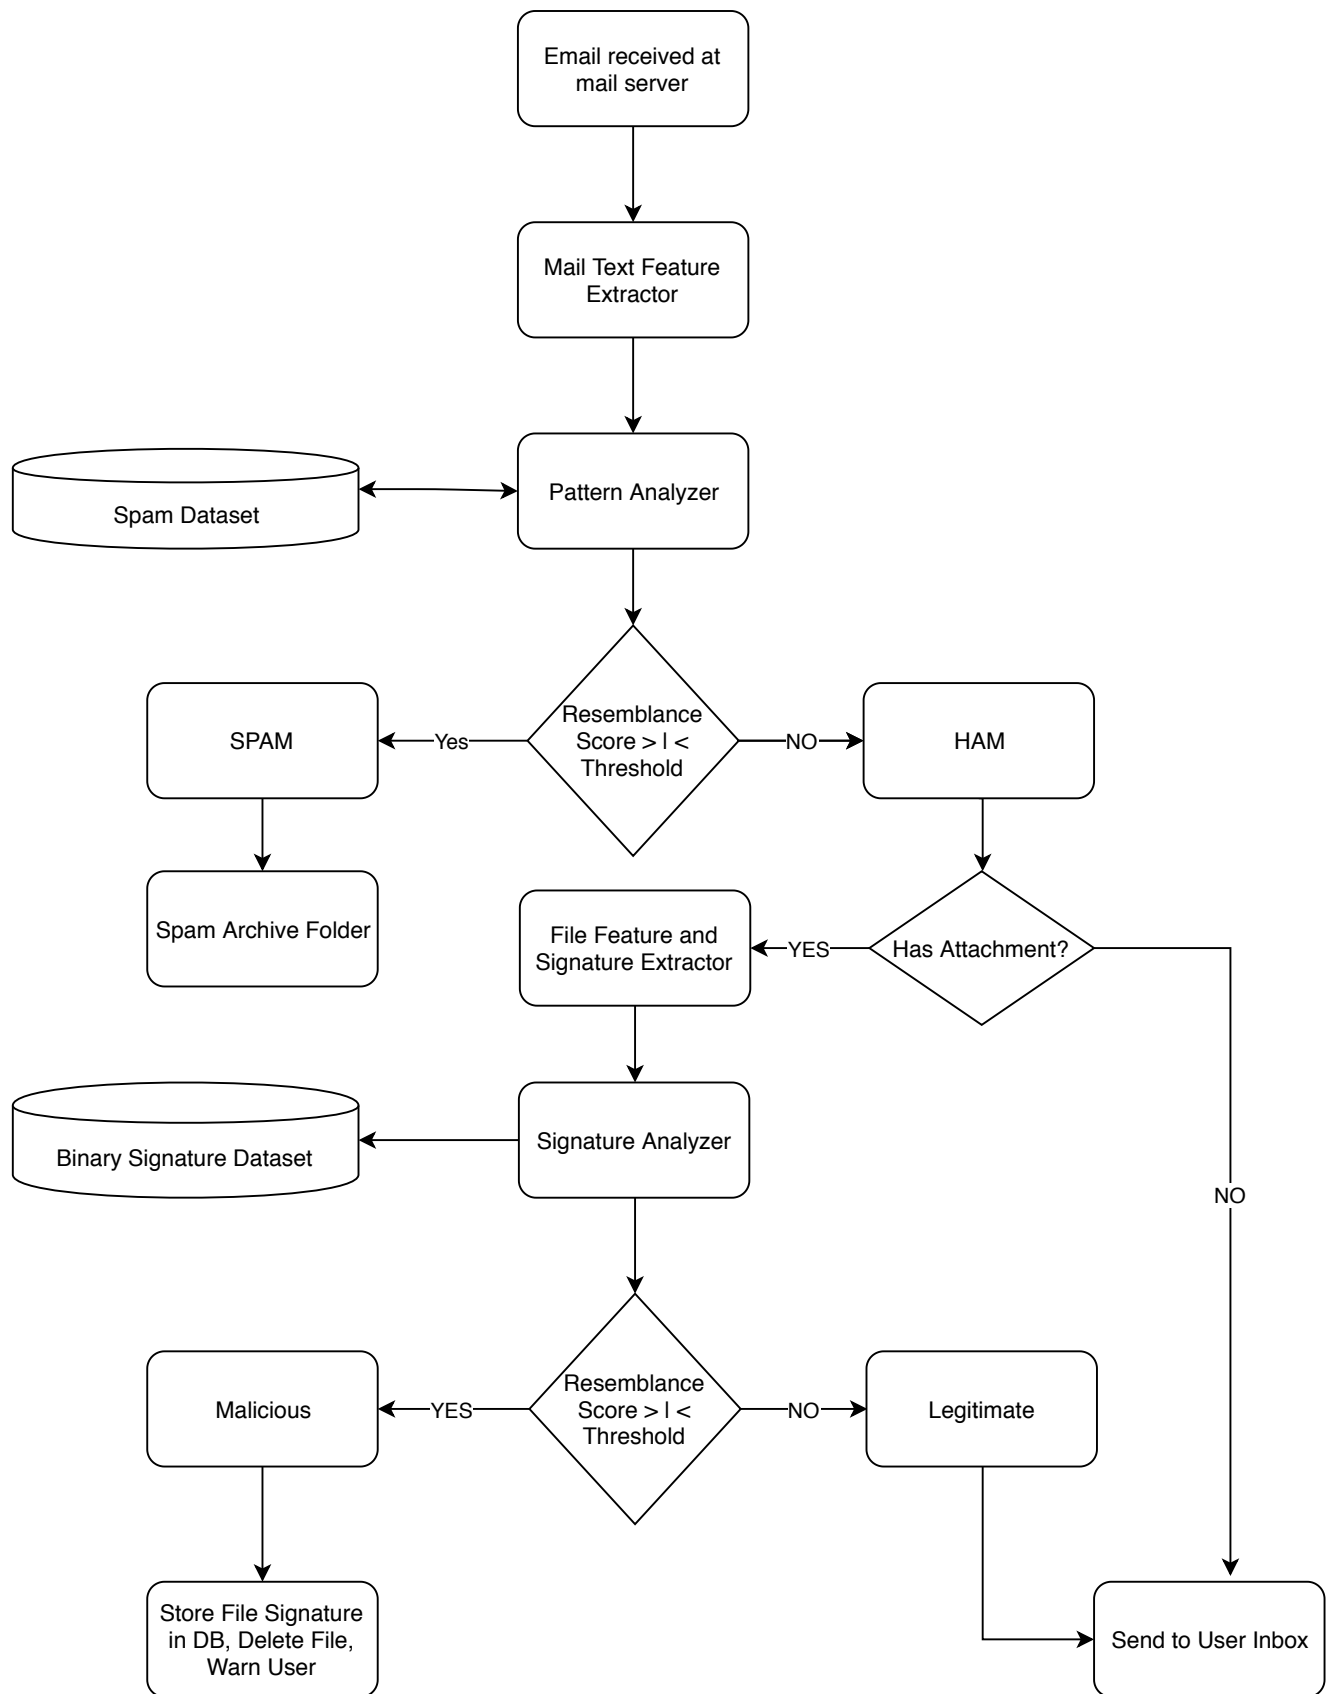 Email received at
mail server
Mail Text Feature
Extractor
Spam Dataset
Pattern Analyzer
SPAM
Yes
Resemblance
Score > | <
Threshold
NO
HAM
Spam Archive Folder
File Feature and
Signature Extractor
YES
Has Attachment?
Binary Signature Dataset
Signature Analyzer
NO
Malicious
YES
Resemblance
Score > | <
Threshold
NO
Legitimate
Store File Signature
in DB, Delete File,
Warn User
Send to User Inbox